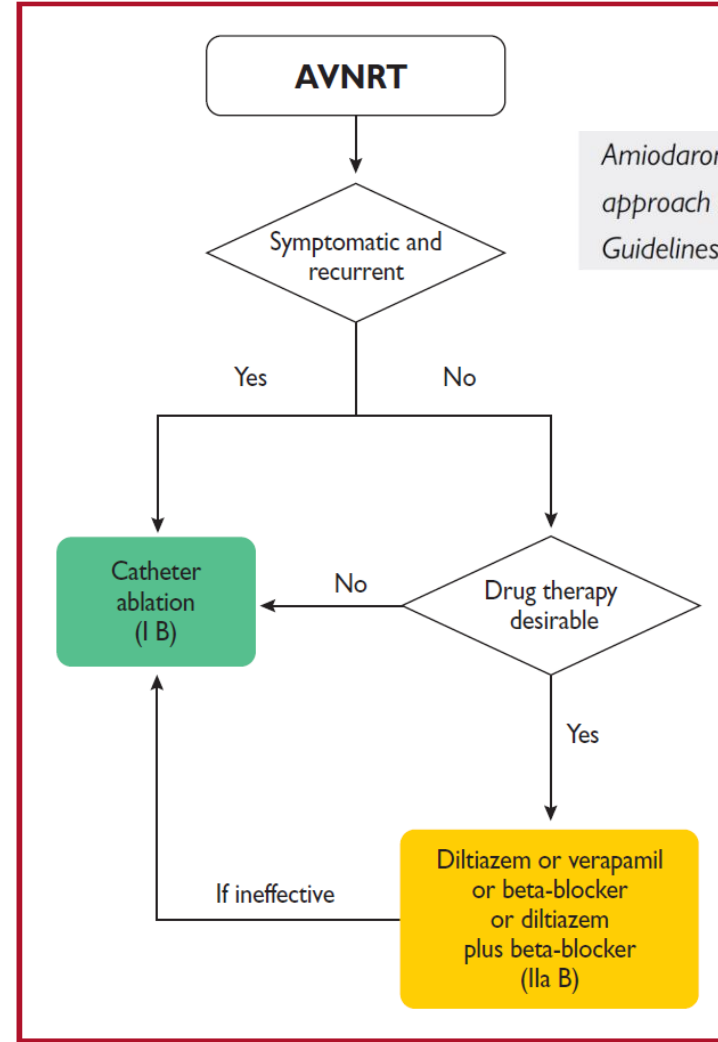 AVNRT
Symptomatic and
recurrent
approach
Guidelines
Yes
No
Catheter
ablation
(I B)
No
Drug therapy
desirable
Yes
If ineffective
Diltiazem or verapamil
or beta-blocker
or diltiazem
plus beta-blocker
(IIa B)